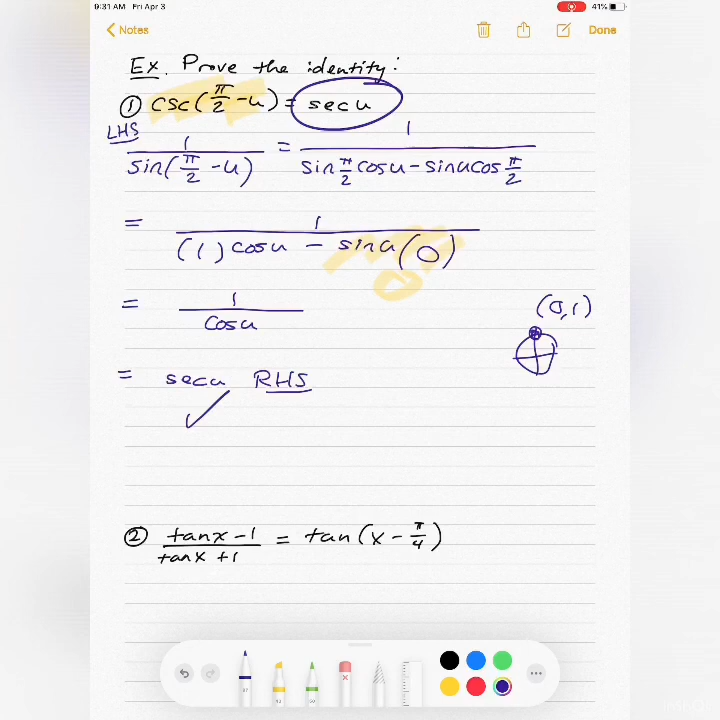 9:31 AM Fri Apr 3
41%
Notes
Done
Ex. Prove the identity:
① csc(π/2 - u) = sec u
LHS
1/sin(π/2 - u) = 1/sin π/2 cosu - sinu cos π/2
= 1/(1) cosu - sinu(0)
0
= 1/cosu
(0,1)
= secu RHS ✓
② tanx - 1/tanx + 1 = tan(x - π/4)